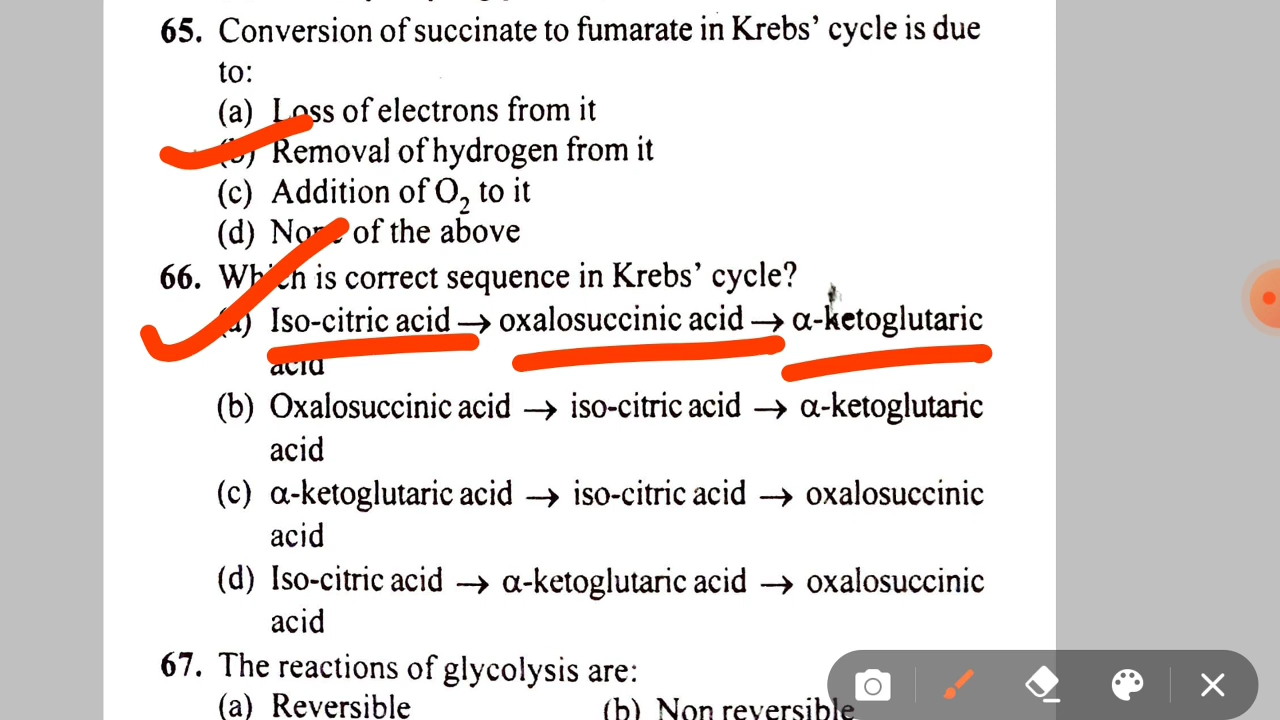 65. Conversion of succinate to fumarate in Krebs’ cycle is due
to:
(a) Loss of electrons from it
(b) Removal of hydrogen from it
(c) Addition of O₂ to it
(d) None of the above
66. Which is correct sequence in Krebs’ cycle?
(a) Iso-citric acid → oxalosuccinic acid → α-ketoglutaric
acid
(b) Oxalosuccinic acid → iso-citric acid → α-ketoglutaric
acid
(c) α-ketoglutaric acid → iso-citric acid → oxalosuccinic
acid
(d) Iso-citric acid → α-ketoglutaric acid → oxalosuccinic
acid
67. The reactions of glycolysis are:
(a) Reversible (b) Non reversible